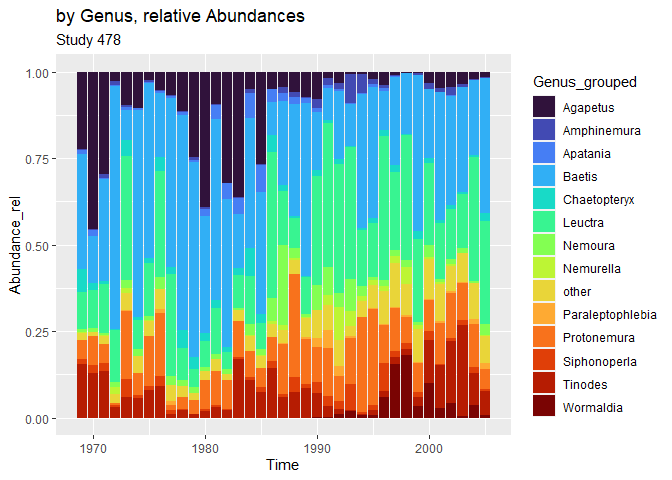 by Genus, relative Abundances
Study 478
Abundance_rel
1.00
0.75
0.50
0.25
0.00
1970
1980
1990
2000
Time
Genus_grouped
Agapetus
Amphinemura
Apatania
Baetis
Chaetopteryx
Leuctra
Nemoura
Nemurella
other
Paraleptophlebia
Protonemura
Siphonoperla
Tinodes
Wormaldia